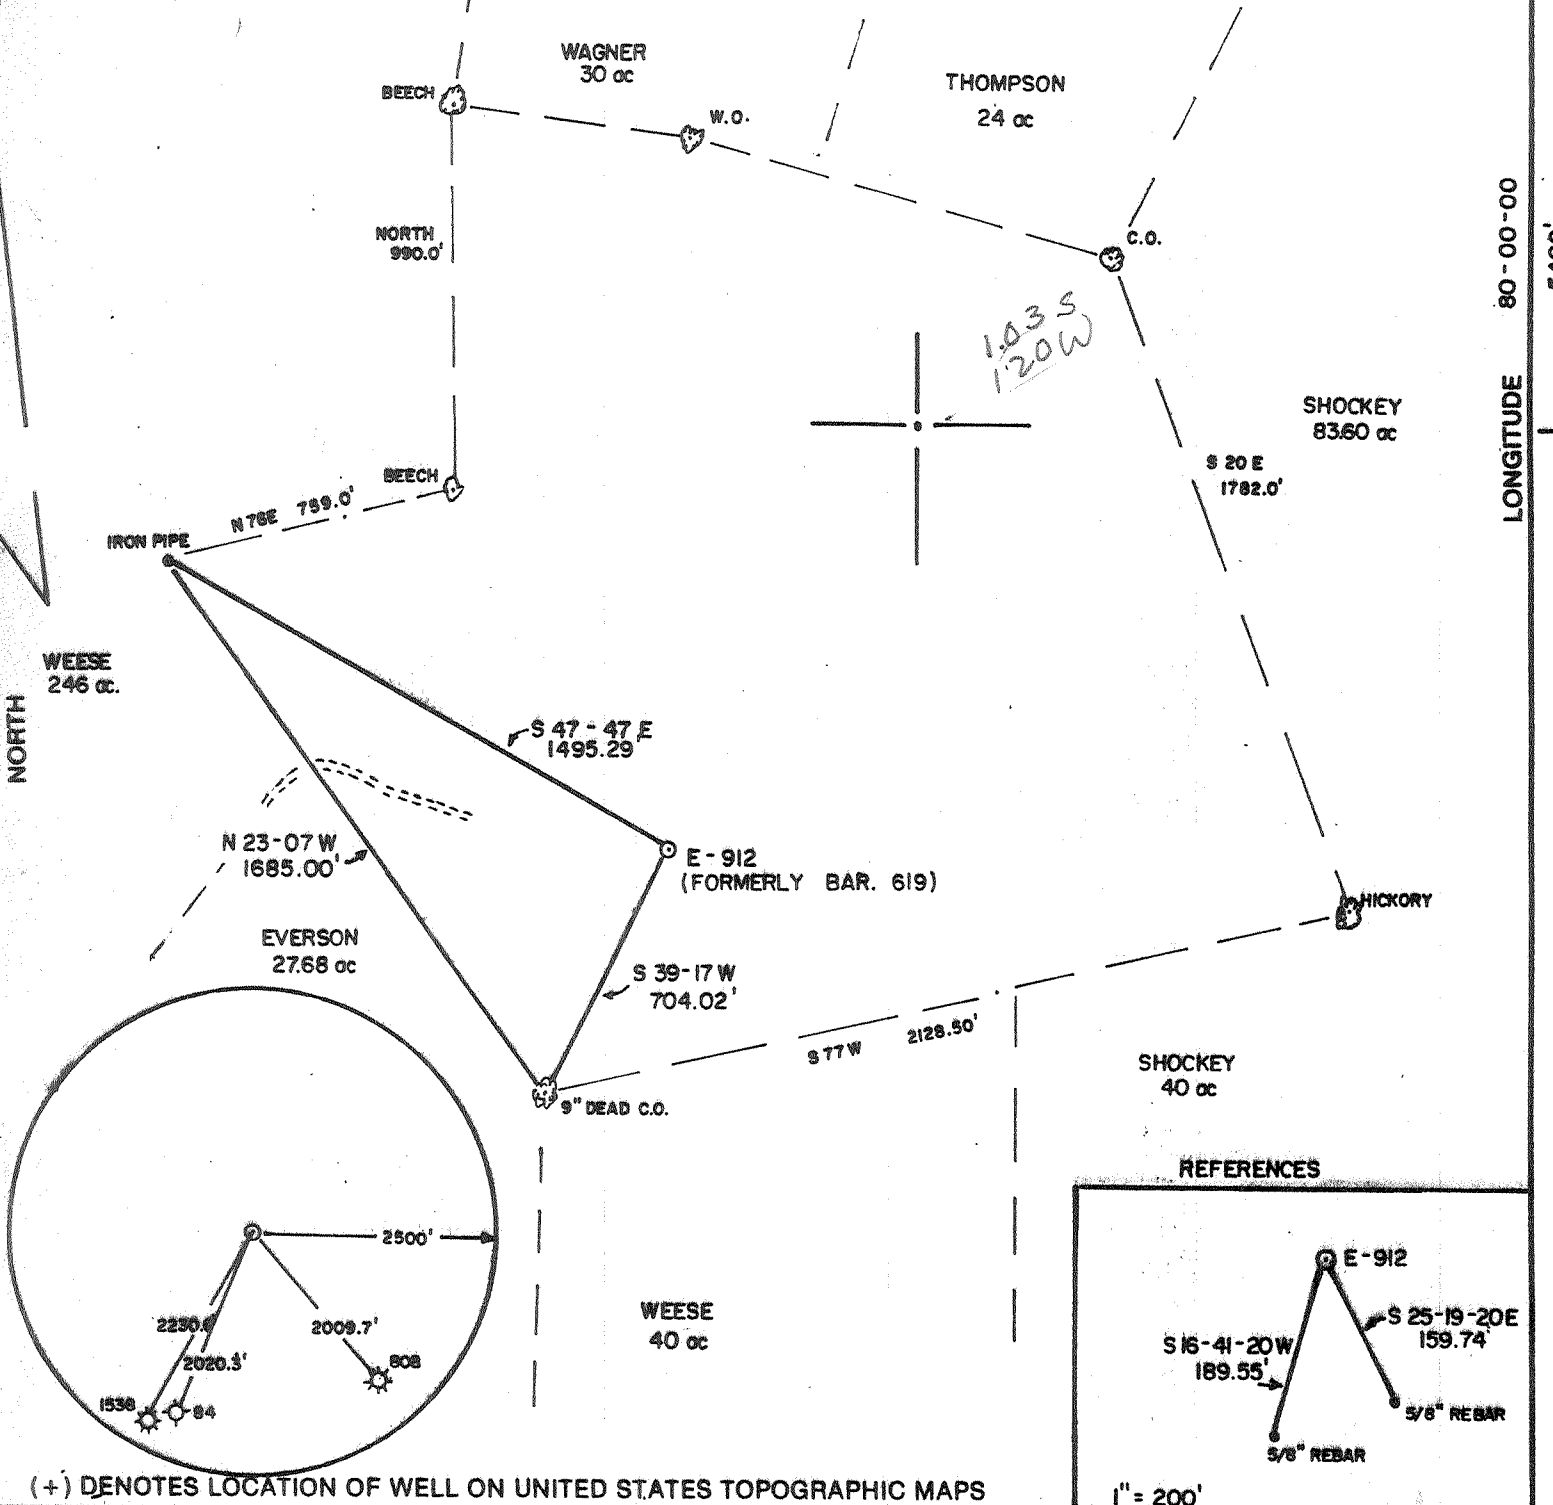 WAGNER
30 ac
THOMPSON
24 ac
BEECH
W.O.
C.O.
NORTH
990.0'
1.03 S
1.20 W
LONGITUDE 80-00-00
SHOCKEY
83.60 ac
S 20 E
1782.0'
BEECH
N 76E 759.0'
IRON PIPE
WEESE
246 ac.
NORTH
S 47-47 E
1495.29'
N 23-07 W
1685.00'
E-912
(FORMERLY BAR. 619)
HICKORY
EVERSON
27.68 ac
S 39-17 W
704.02'
S 77 W 2128.50'
9" DEAD C.O.
SHOCKEY
40 ac
REFERENCES
2500'
E-912
WEESE
40 ac
2009.7'
2020.3'
808
1538
84
S 25-19-20E
159.74'
S 16-41-20W
189.55'
5/8" REBAR
5/8" REBAR
(+) DENOTES LOCATION OF WELL ON UNITED STATES TOPOGRAPHIC MAPS
1" = 200'